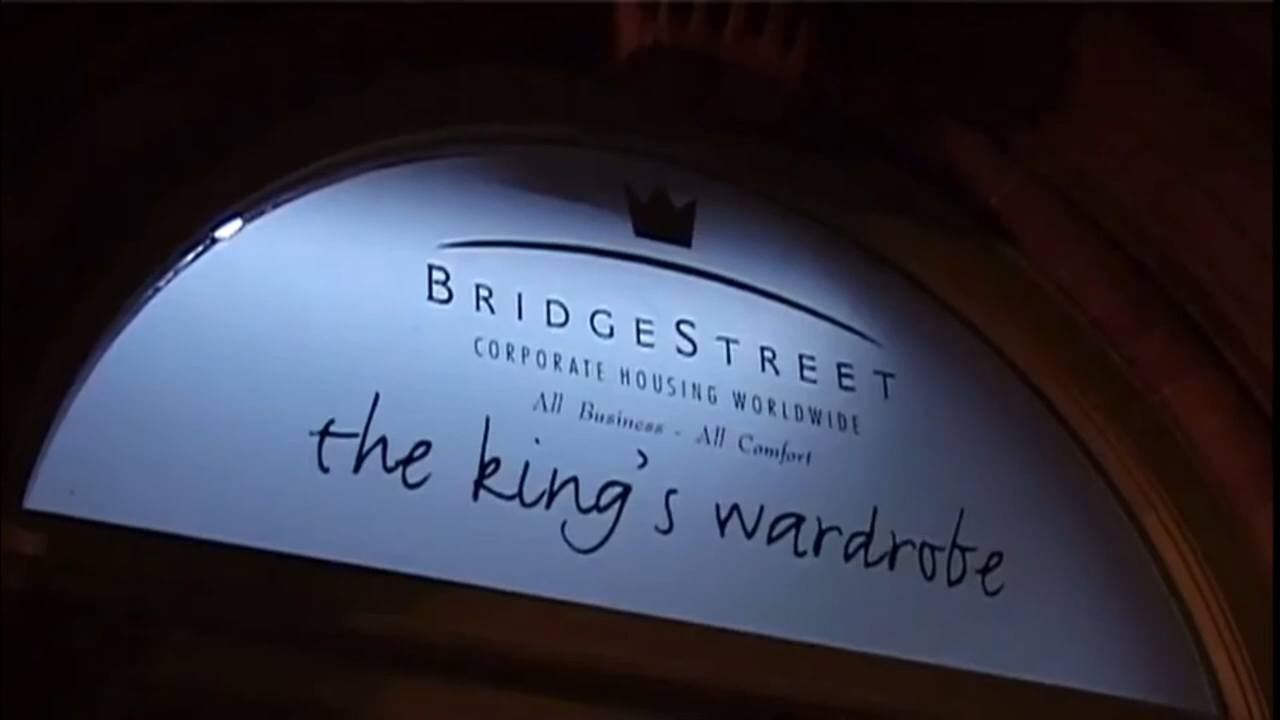 BRIDGESTREET
CORPORATE HOUSING WORLDWIDE
All Business - All Comfort
the king's wardrobe